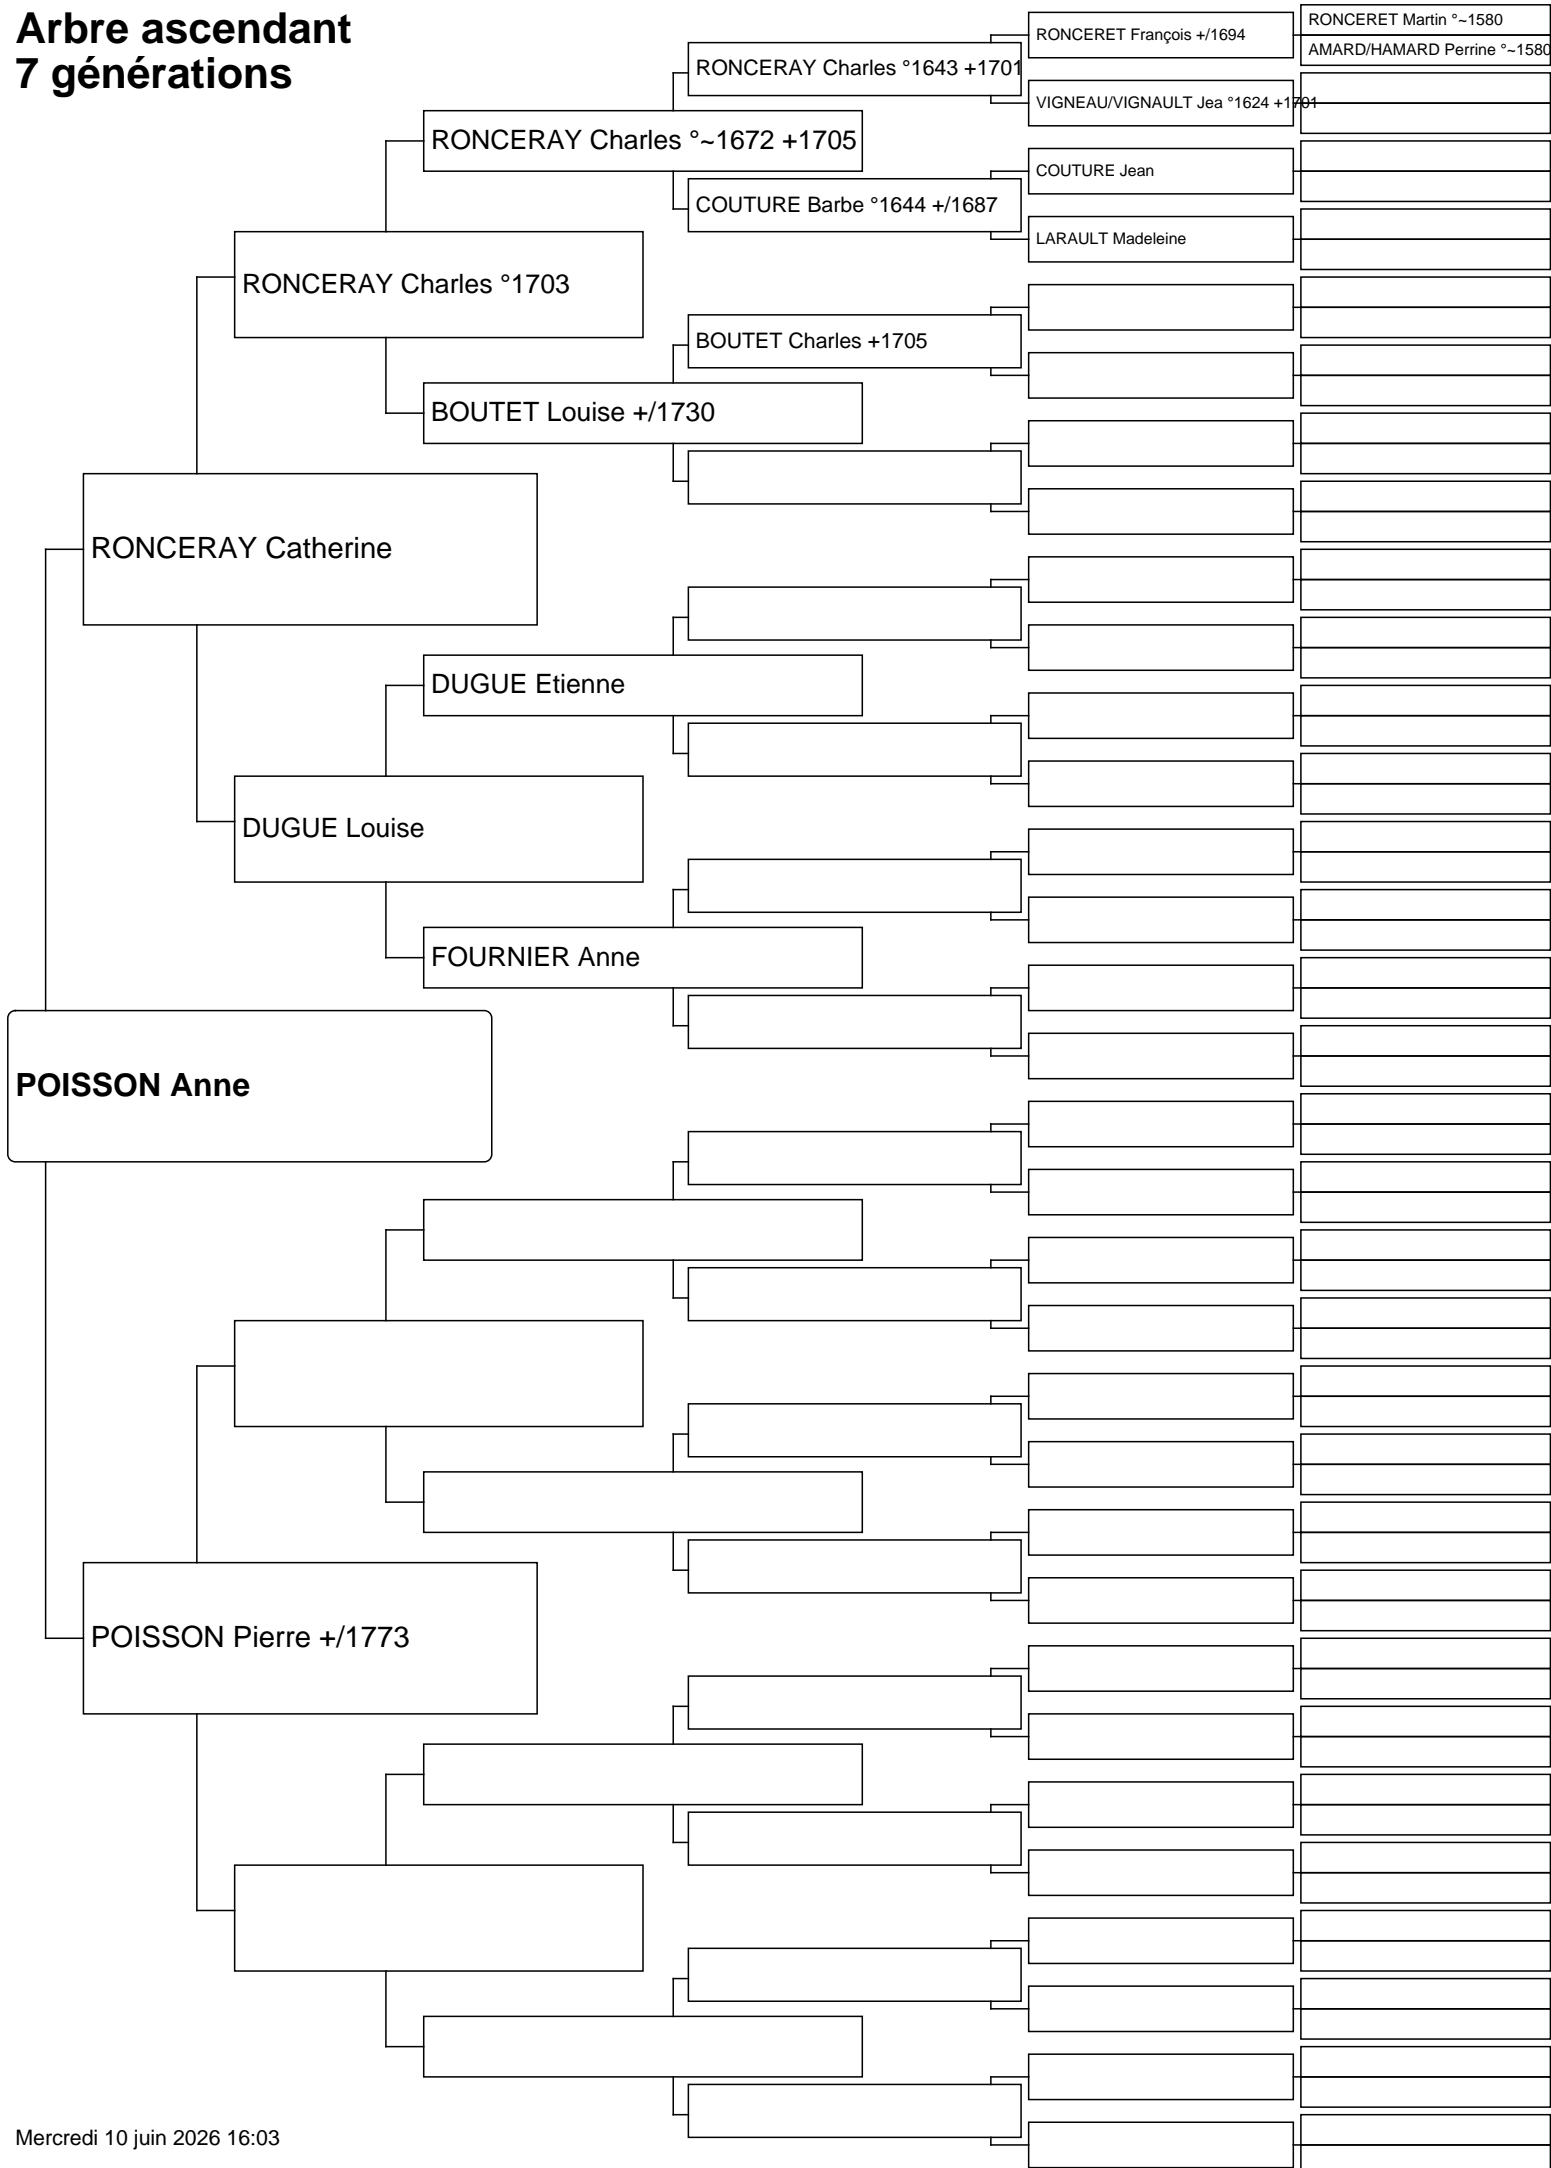 Arbre ascendant
7 générations
RONCERET Martin °~1580
RONCERET François +/1694
AMARD/HAMARD Perrine °~1580
RONCERAY Charles °1643 +1701
VIGNEAU/VIGNAULT Jea °1624 +1701
RONCERAY Charles °~1672 +1705
COUTURE Jean
COUTURE Barbe °1644 +/1687
LARAULT Madeleine
RONCERAY Charles °1703
BOUTET Charles +1705
BOUTET Louise +/1730
RONCERAY Catherine
DUGUE Etienne
DUGUE Louise
FOURNIER Anne
POISSON Anne
POISSON Pierre +/1773
Mercredi 10 juin 2026 16:03